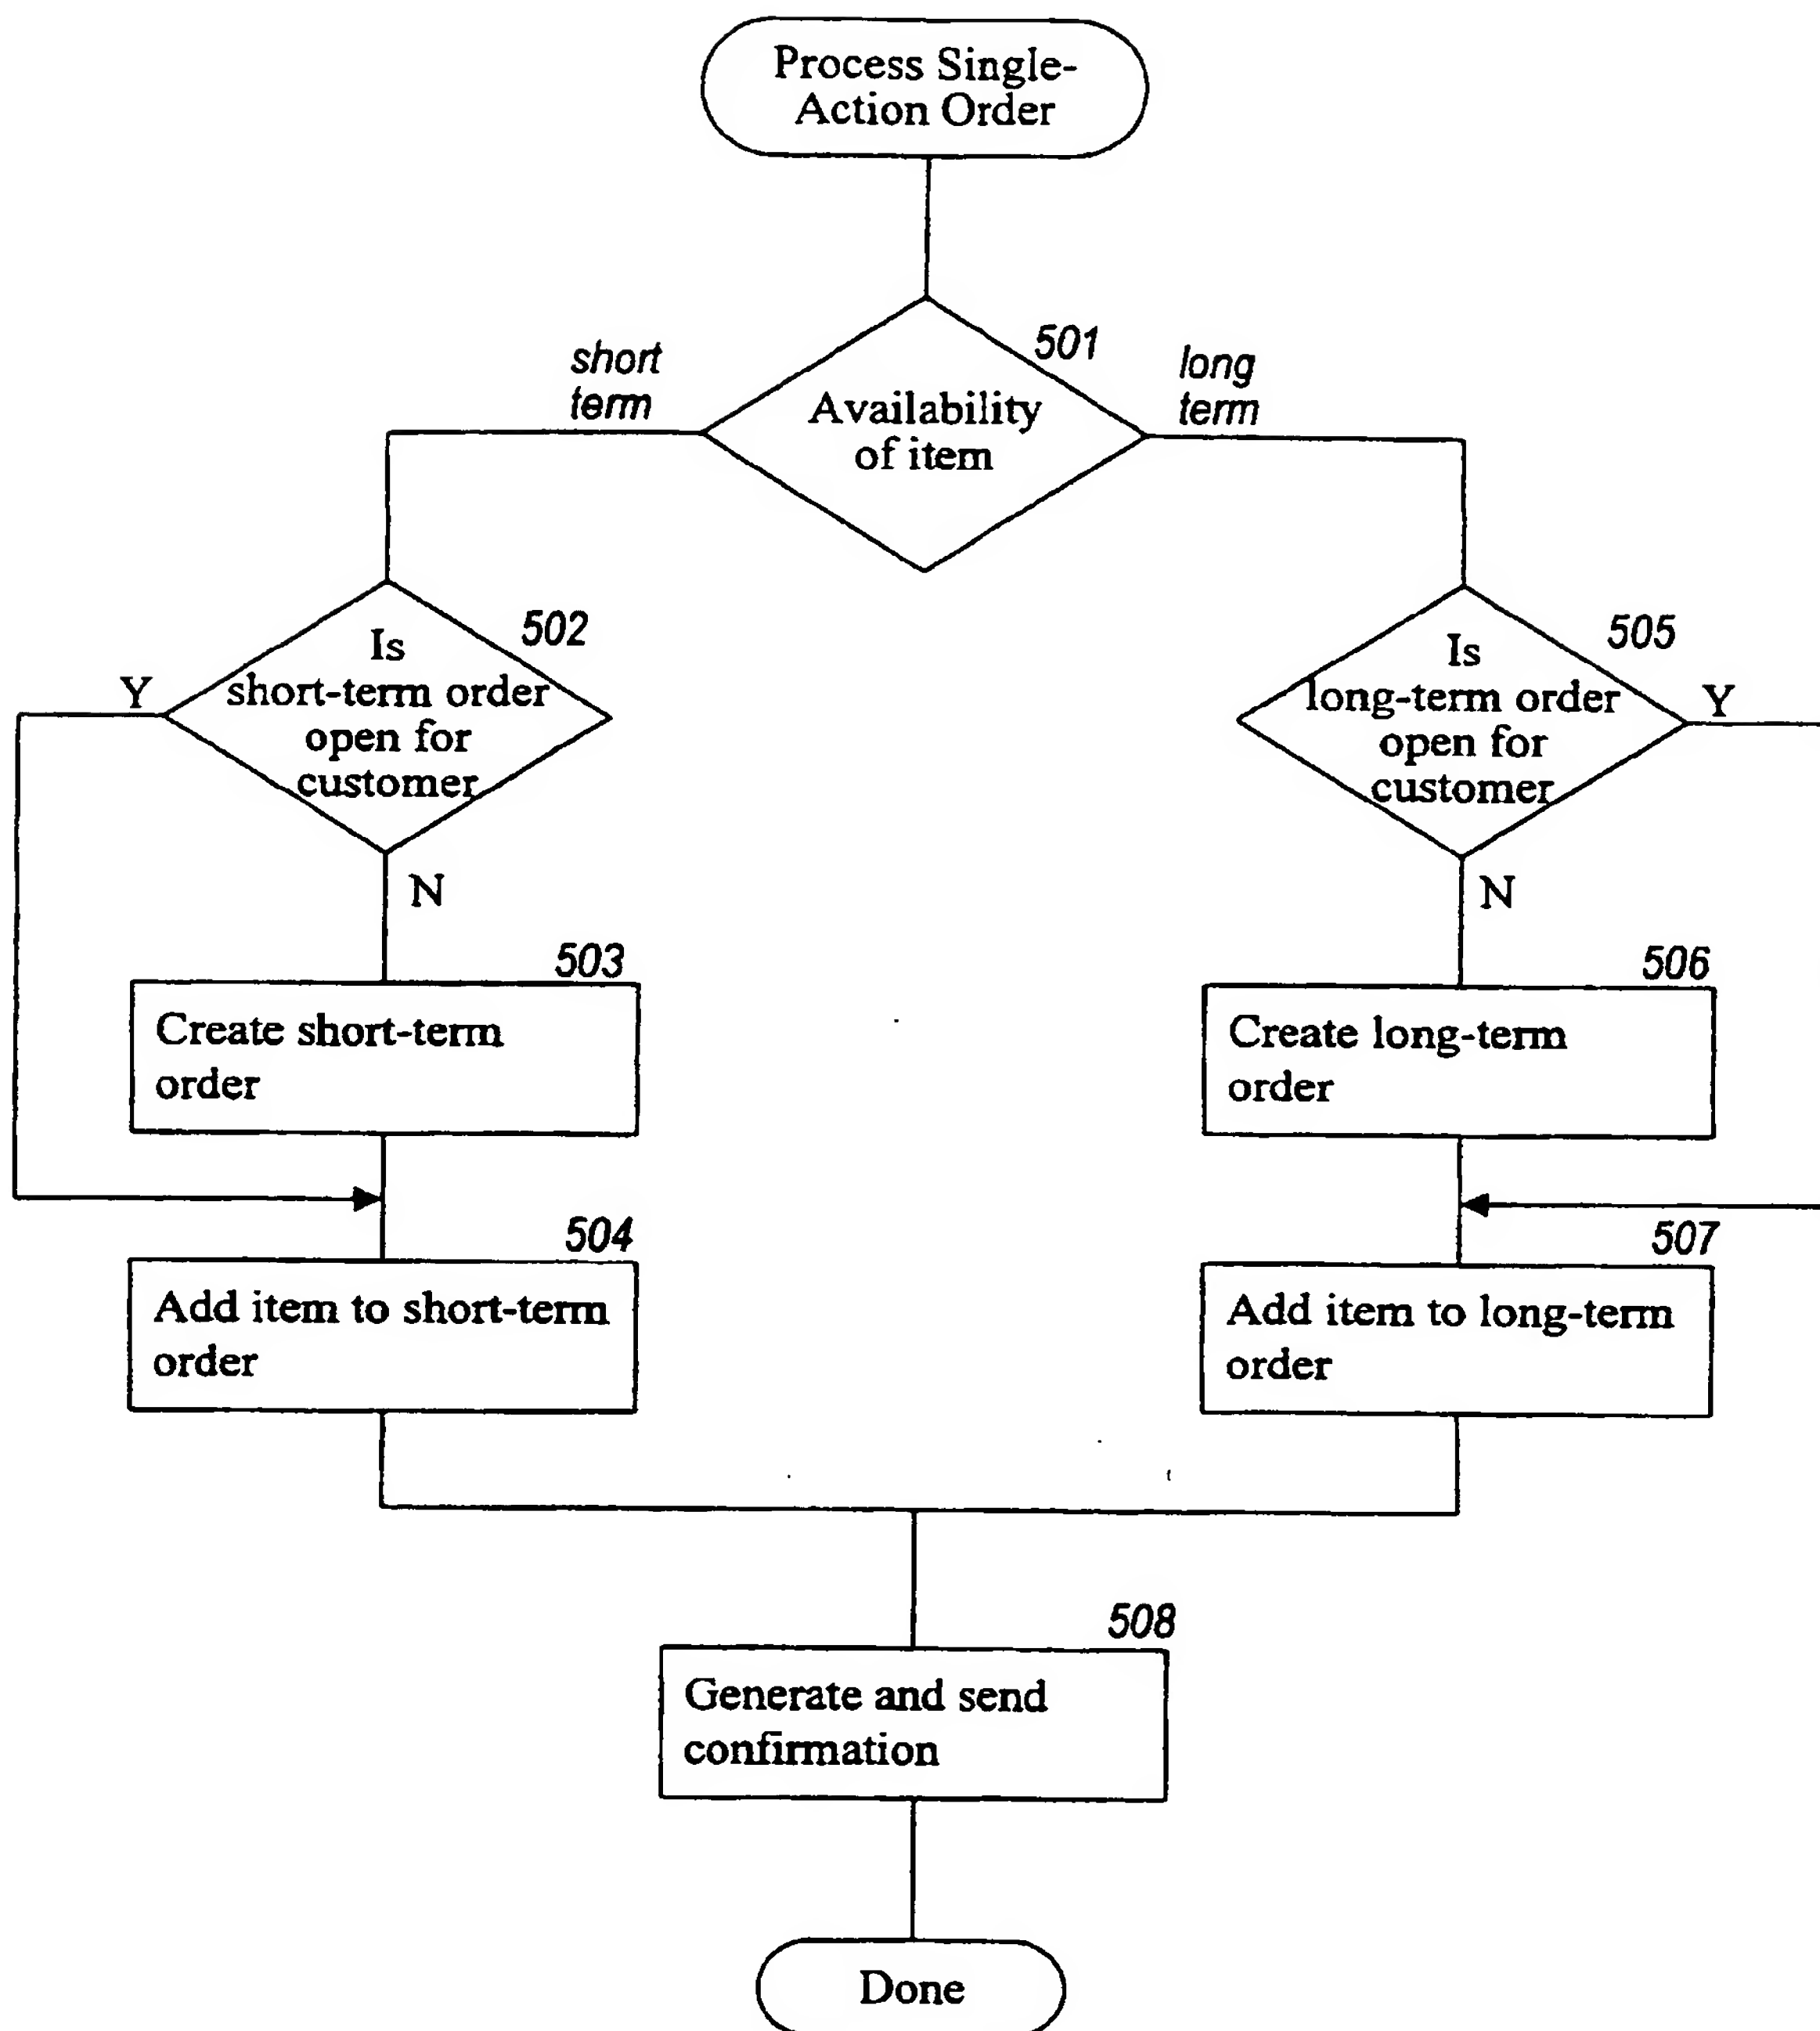 Process Single-
Action Order
501
short
term
long
term
Availability
of item
502
Is
short-term order
open for
customer
Y
N
505
Is
long-term order
open for
customer
Y
N
503
Create short-term
order
506
Create long-term
order
504
Add item to short-term
order
507
Add item to long-term
order
508
Generate and send
confirmation
Done